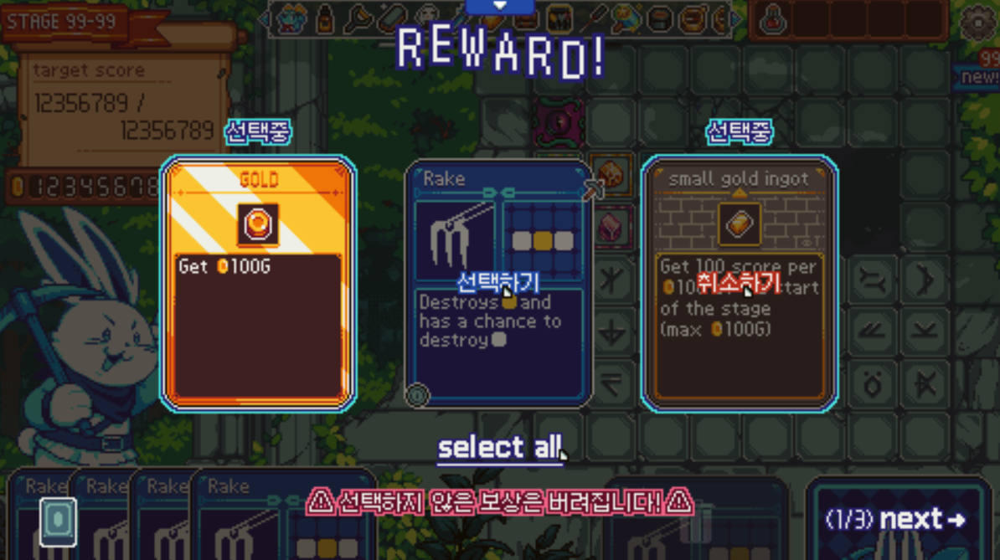 STAGE 99-99
REWARD!
99
new!
target score
12356789 /
12356789
12345678
선택중
선택중
GOLD
Get 100G
Rake
선택하기
Destroys and
has a chance to
destroy
small gold ingot
Get 100 score per
취소하기
tart
of the stage
(max 100G)
select all
Rake
Rake
Rake
Rake
⚠ 선택하지 않은 보상은 버려집니다! ⚠
(1/3) next →